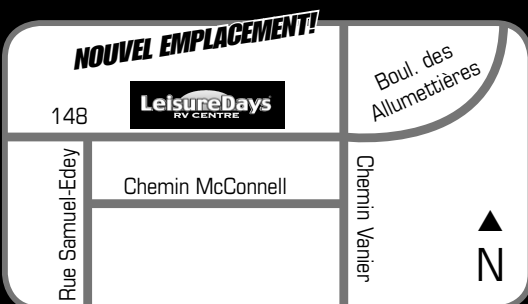 NOUVEL EMPLACEMENT!
Boul. des
Allumettières
148
LeisureDays
RV CENTRE
Chemin McConnell
Rue Samuel-Edey
Chemin Vanier
N